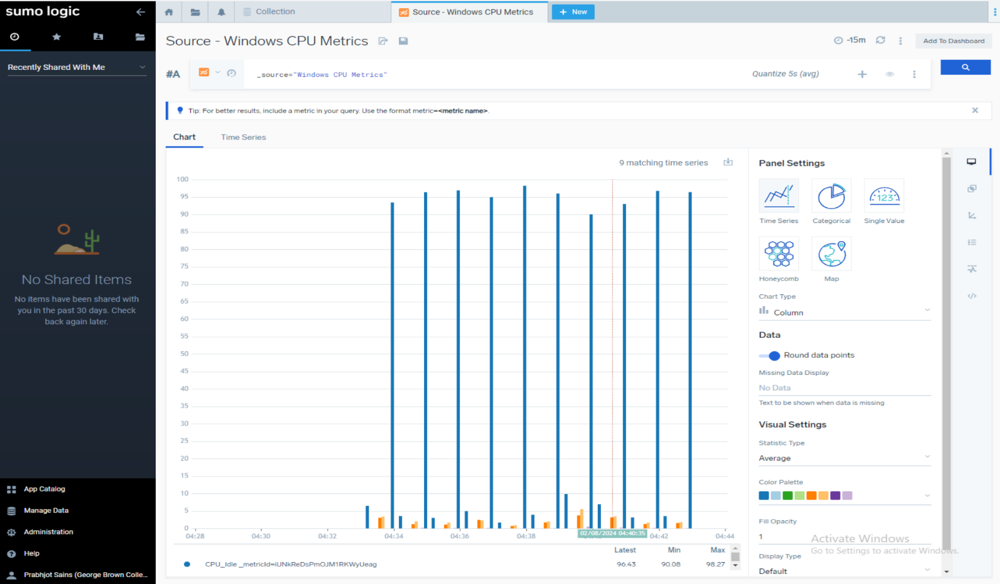 sumo logic
Collection
Source - Windows CPU Metrics
+ New
Recently Shared With Me
No Shared Items
No items have been shared with
you in the past 30 days. Check
back again later.
App Catalog
Manage Data
Administration
Help
Prabhjot Sains (George Brown Colle...
Source - Windows CPU Metrics
-15m
Add To Dashboard
#A
_source="Windows CPU Metrics"
Quantize 5s (avg)
Tip: For better results, include a metric in your query. Use the format metric=<metric name>.
Chart
Time Series
9 matching time series
100
95
90
85
80
75
70
65
60
55
50
45
40
35
30
25
20
15
10
5
0
04:28
04:30
04:32
04:34
04:36
04:38
02/08/2024 04:40:35
04:42
04:44
Latest Min Max
CPU_Idle _metricId=iUNkReDsPmOJM1RKWyUeag 96.43 90.08 98.27
Panel Settings
Time Series
Categorical
123
Single Value
Honeycomb
Map
Chart Type
Column
Data
Round data points
Missing Data Display
No Data
Text to be shown when data is missing
Visual Settings
Statistic Type
Average
Color Palette
Fill Opacity
1
Display Type
Default
Activate Windows
Go to Settings to activate Windows.